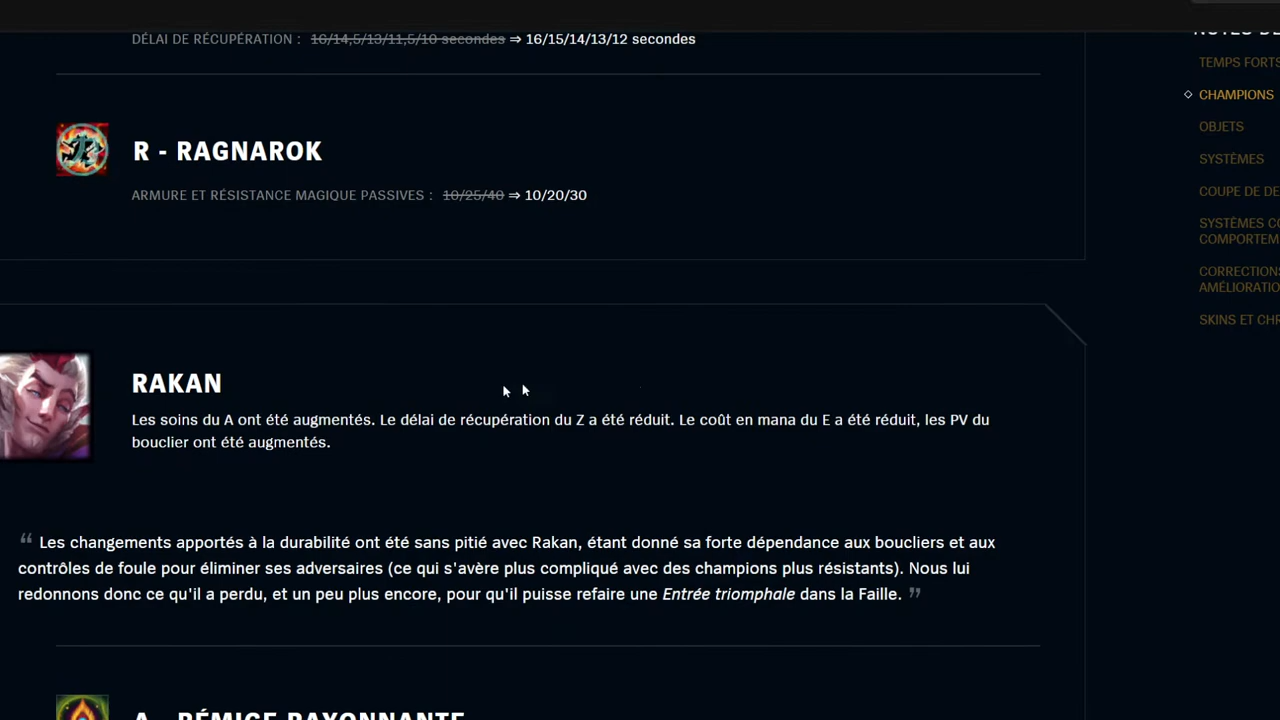 DÉLAI DE RÉCUPÉRATION : 16/14,5/13/11,5/10 secondes ⇒ 16/15/14/13/12 secondes
R - RAGNAROK
ARMURE ET RÉSISTANCE MAGIQUE PASSIVES : 10/25/40 ⇒ 10/20/30
RAKAN
Les soins du A ont été augmentés. Le délai de récupération du Z a été réduit. Le coût en mana du E a été réduit, les PV du
bouclier ont été augmentés.
“ Les changements apportés à la durabilité ont été sans pitié avec Rakan, étant donné sa forte dépendance aux boucliers et aux
contrôles de foule pour éliminer ses adversaires (ce qui s'avère plus compliqué avec des champions plus résistants). Nous lui
redonnons donc ce qu'il a perdu, et un peu plus encore, pour qu'il puisse refaire une Entrée triomphale dans la Faille. ”
A - RÉMIGE RAYONNANTE
TEMPS FORTS
CHAMPIONS
OBJETS
SYSTÈMES
COUPE DE DE
SYSTÈMES CO
COMPORTEM
CORRECTIONS
AMÉLIORATIO
SKINS ET CHR